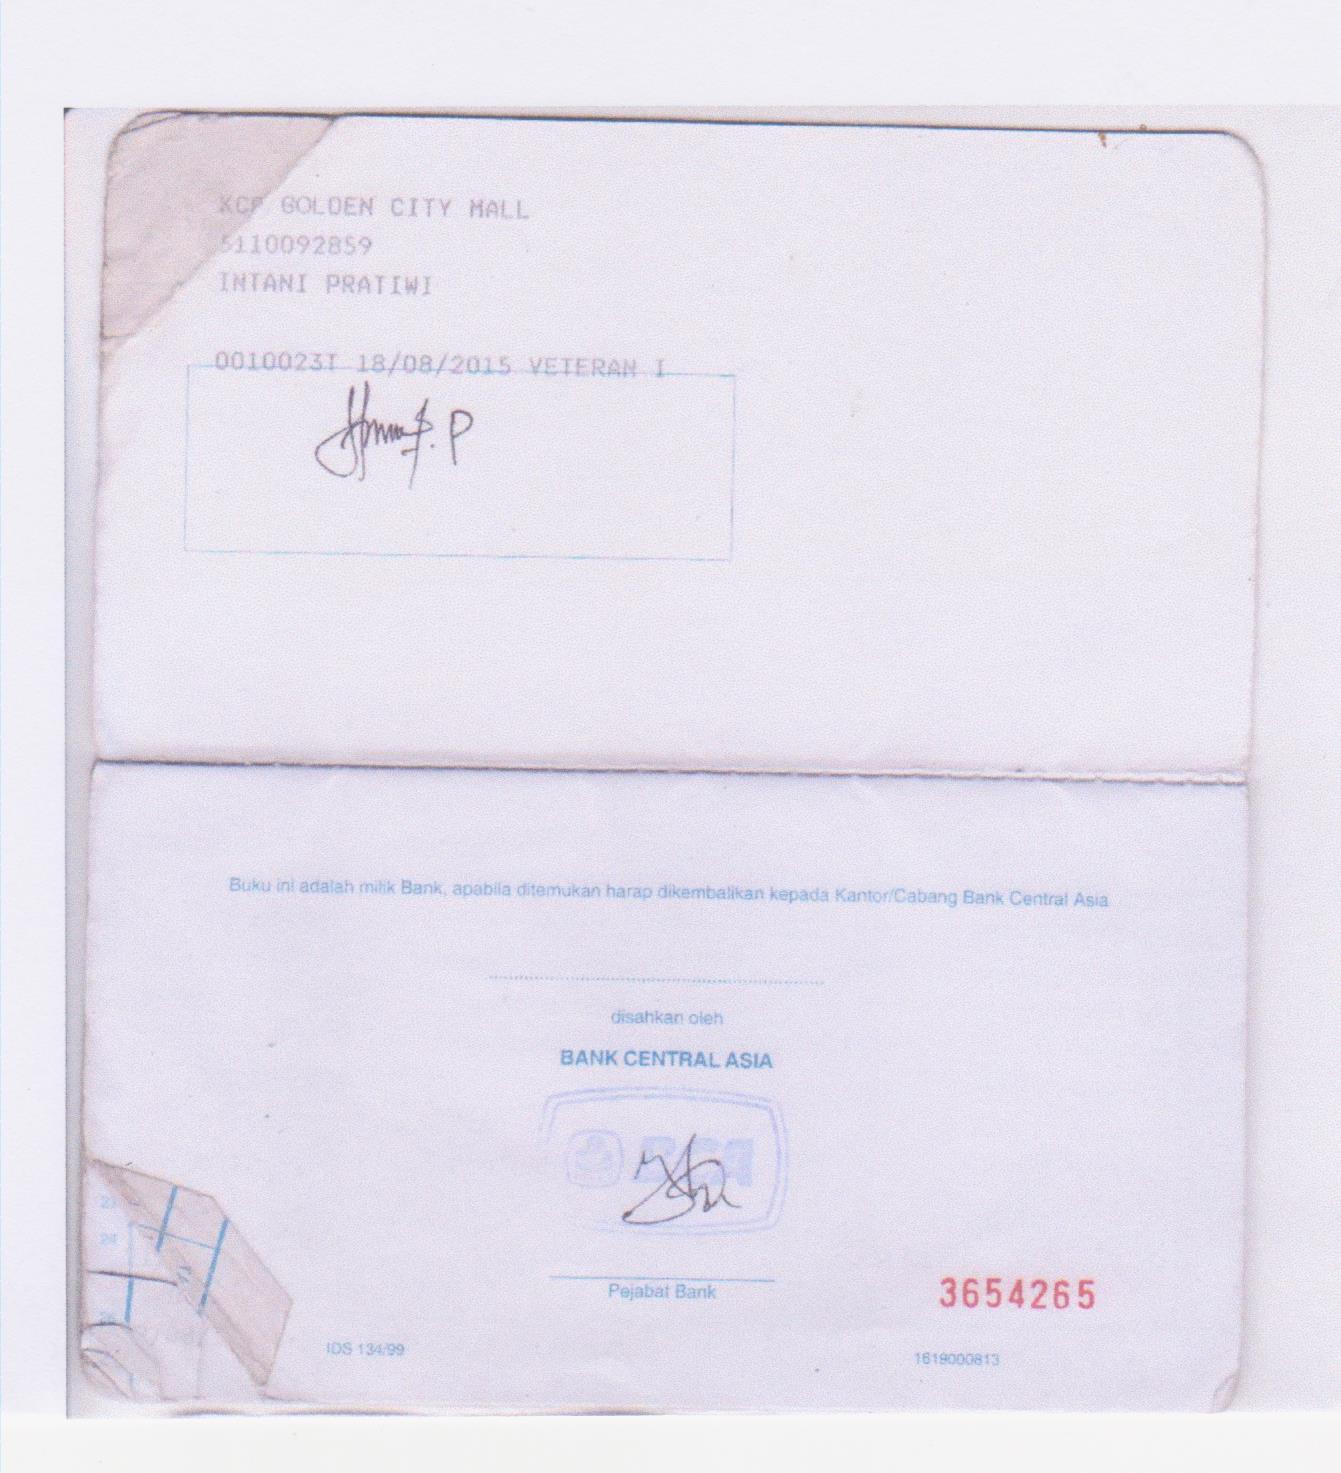 KCP GOLDEN CITY MALL
5110092859
INTANI PRATIWI
0010023I 18/08/2015 VETERAN I
Buku ini adalah milik Bank, apabila ditemukan harap dikembalikan kepada Kantor/Cabang Bank Central Asia
disahkan oleh
BANK CENTRAL ASIA
BCA
Pejabat Bank
3654265
IDS 134/99
1619000813
24